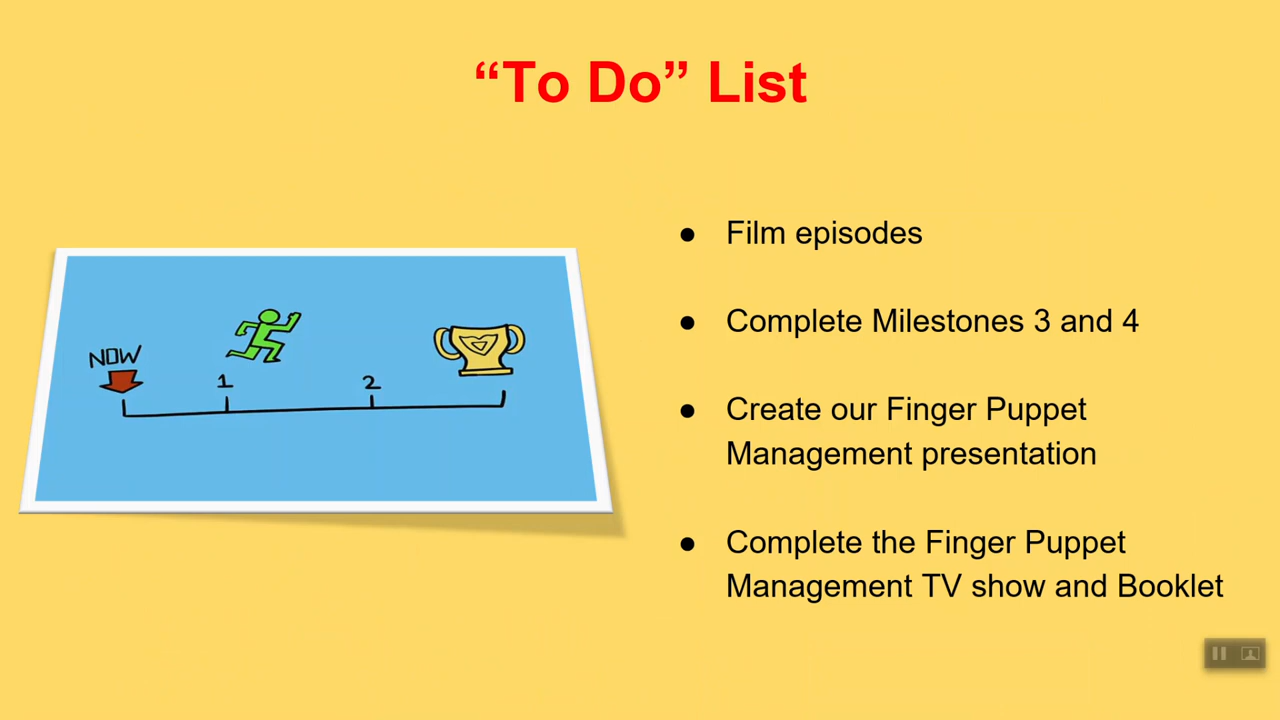 “To Do” List
● Film episodes
● Complete Milestones 3 and 4
● Create our Finger Puppet
Management presentation
● Complete the Finger Puppet
Management TV show and Booklet
NOW
1
2